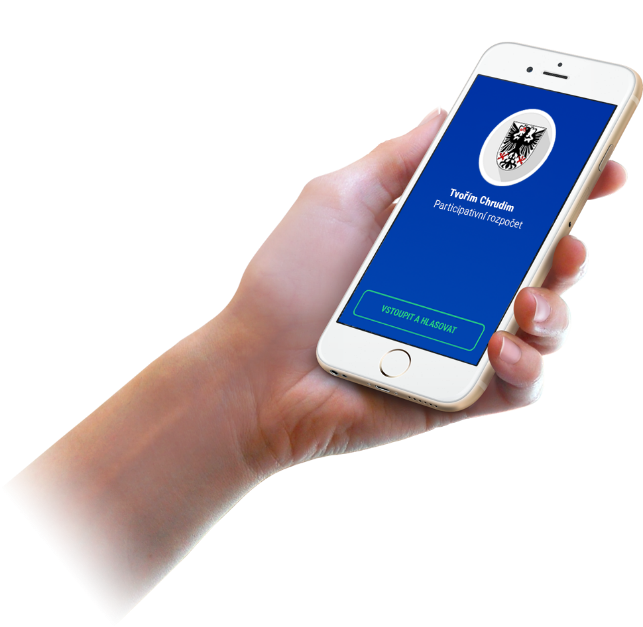 Tvořím Chrudim
Participativní rozpočet
VSTOUPIT A HLASOVAT